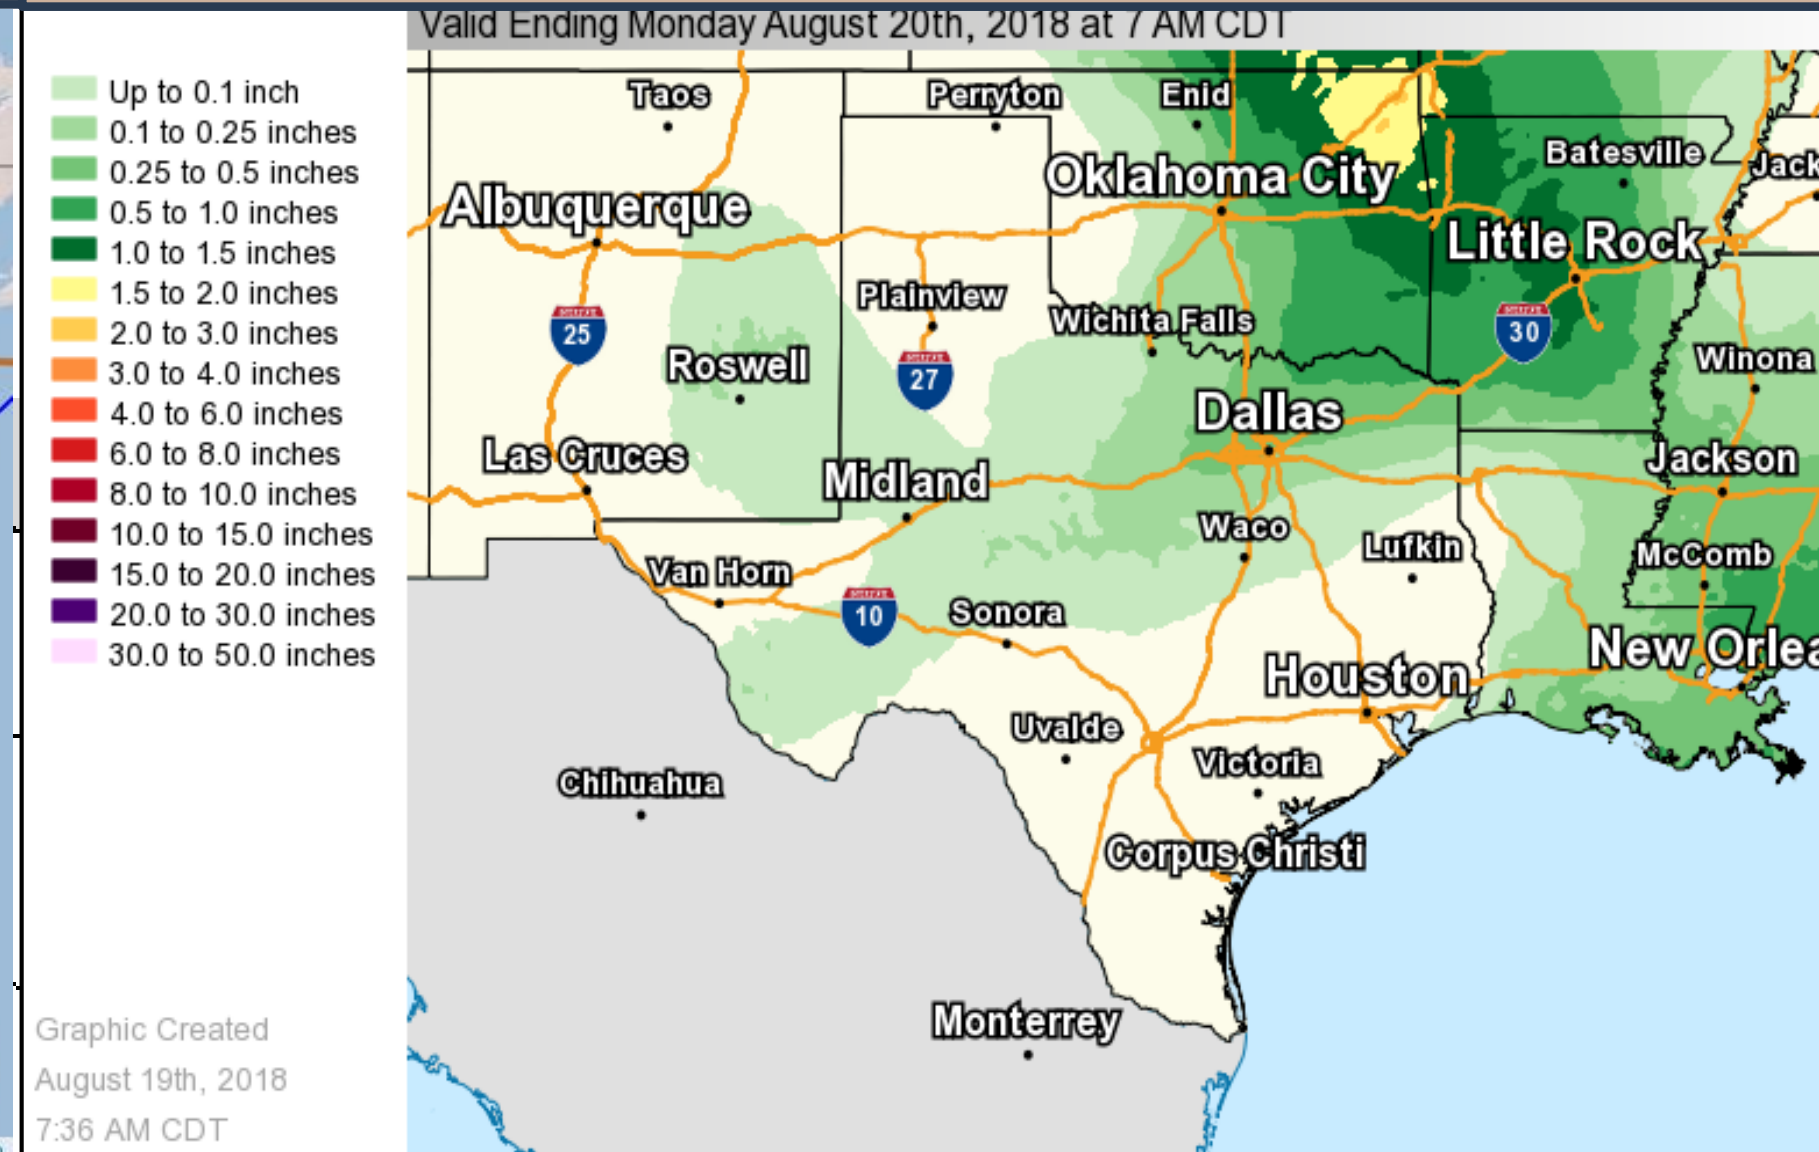 Valid Ending Monday August 20th, 2018 at 7 AM CDT
Up to 0.1 inch
0.1 to 0.25 inches
0.25 to 0.5 inches
0.5 to 1.0 inches
1.0 to 1.5 inches
1.5 to 2.0 inches
2.0 to 3.0 inches
3.0 to 4.0 inches
4.0 to 6.0 inches
6.0 to 8.0 inches
8.0 to 10.0 inches
10.0 to 15.0 inches
15.0 to 20.0 inches
20.0 to 30.0 inches
30.0 to 50.0 inches
Graphic Created
August 19th, 2018
7:36 AM CDT
Taos
Perryton
Enid
Batesville
Jack
Oklahoma City
Albuquerque
Little Rock
Plainview
Wichita Falls
25
30
Roswell
27
Winona
Dallas
Las Cruces
Midland
Jackson
Waco
Lufkin
McComb
Van Horn
10
Sonora
New Orlea
Houston
Uvalde
Victoria
Chihuahua
Corpus Christi
Monterrey